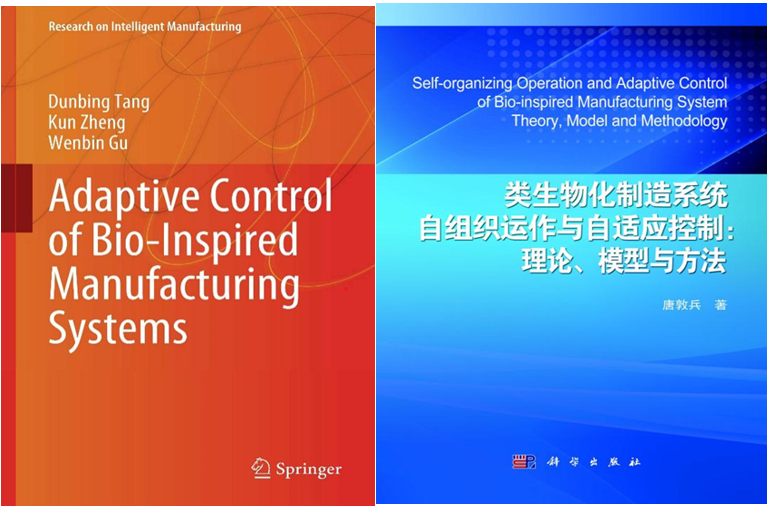 Research on Intelligent Manufacturing
Dunbing Tang
Kun Zheng
Wenbin Gu
Adaptive Control
of Bio-Inspired
Manufacturing
Systems
Springer
Self-organizing Operation and Adaptive Control
of Bio-inspired Manufacturing System
Theory, Model and Methodology
类生物化制造系统
自组织运作与自适应控制:
理论、模型与方法
唐敦兵 著
科学出版社